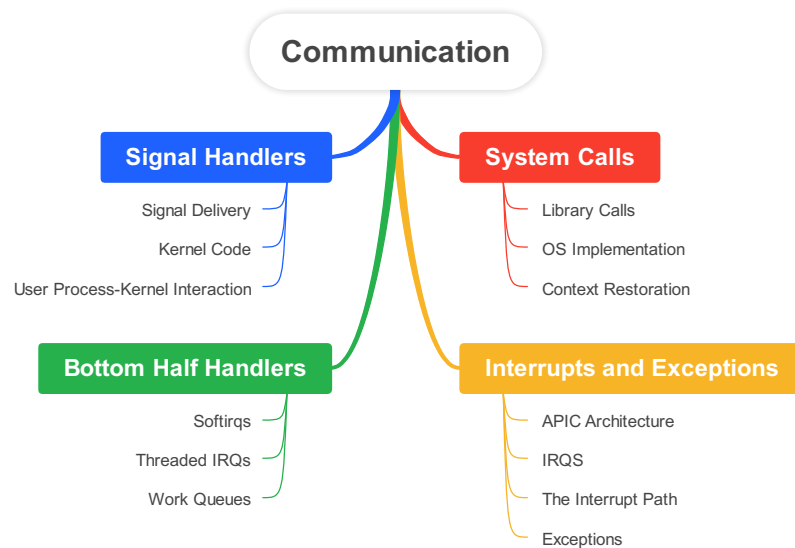 Communication
Signal Handlers
Signal Delivery
Kernel Code
User Process-Kernel Interaction
System Calls
Library Calls
OS Implementation
Context Restoration
Bottom Half Handlers
Softirqs
Threaded IRQs
Work Queues
Interrupts and Exceptions
APIC Architecture
IRQS
The Interrupt Path
Exceptions